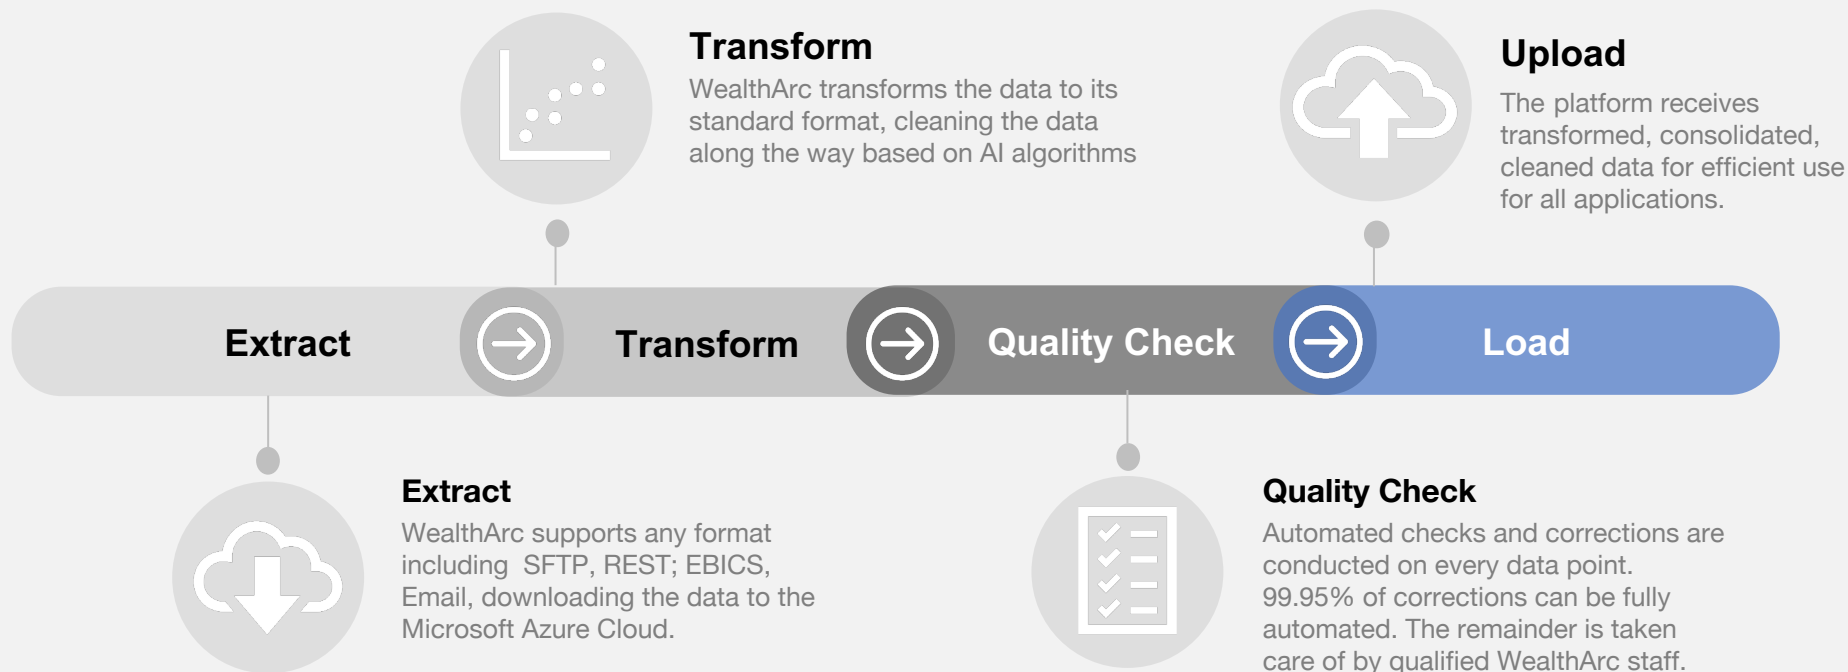 Transform
WealthArc transforms the data to its
standard format, cleaning the data
along the way based on AI algorithms
Upload
The platform receives
transformed, consolidated,
cleaned data for efficient use
for all applications.
Extract
Transform
Quality Check
Load
Extract
WealthArc supports any format
including  SFTP, REST; EBICS,
Email, downloading the data to the
Microsoft Azure Cloud.
Quality Check
Automated checks and corrections are
conducted on every data point.
99.95% of corrections can be fully
automated. The remainder is taken
care of by qualified WealthArc staff.